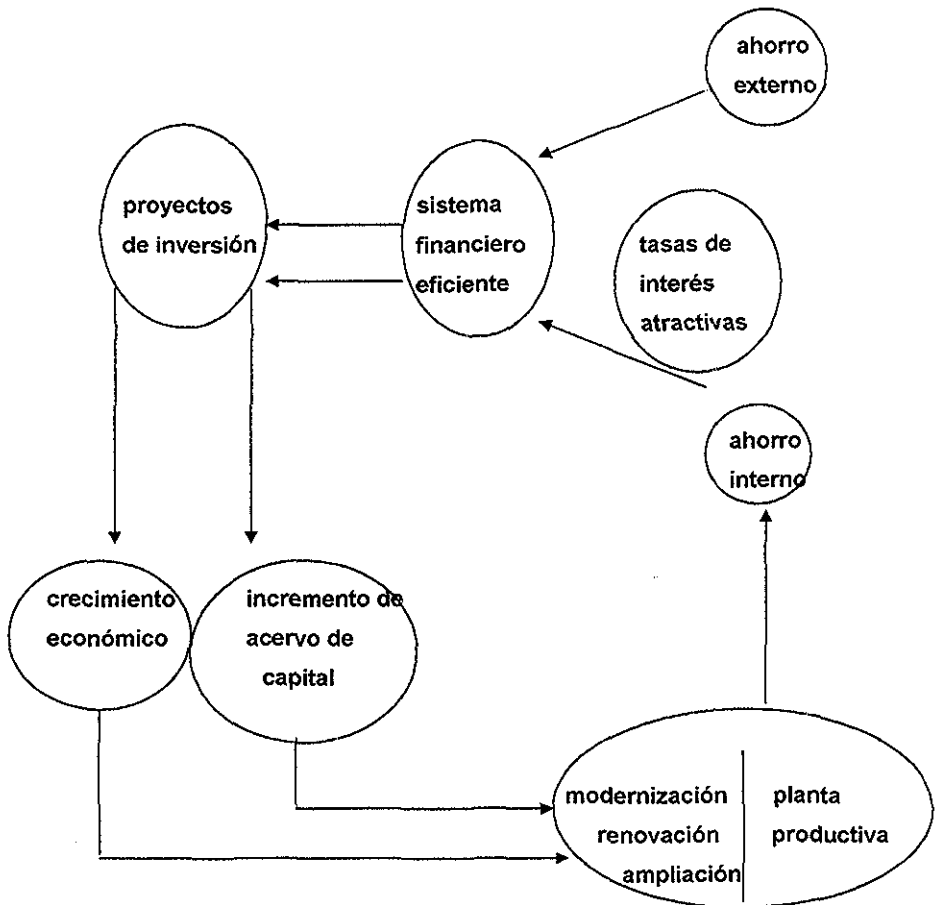 ahorro
externo
proyectos
de inversión
sistema
financiero
eficiente
tasas de
interés
atractivas
ahorro
interno
crecimiento
económico
incremento de
acervo de
capital
modernización
renovación
ampliación
planta
productiva